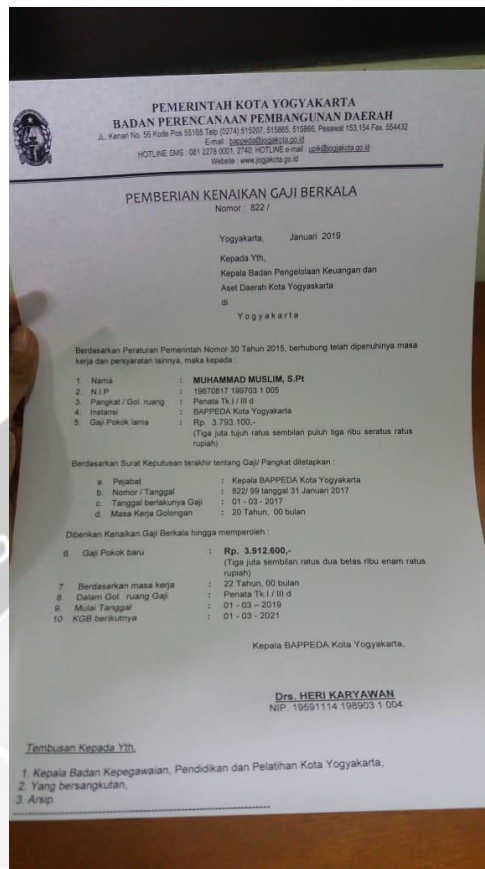 PEMERINTAH KOTA YOGYAKARTA
BADAN PERENCANAAN PEMBANGUNAN DAERAH
JL. Kenari No. 56 Kode Pos 55165 Telp (0274) 515207, 515865, 515866, Pesawat 153,154 Fax. 554432
E-mail : bappeda@jogjakota.go.id
HOTLINE SMS : 081 2278 0001, 2740; HOTLINE e-mail : upik@jogjakota.go.id
Website : www.jogjakota.go.id
PEMBERIAN KENAIKAN GAJI BERKALA
Nomor : 822 /
Yogyakarta, Januari 2019
Kepada Yth,
Kepala Badan Pengelolaan Keuangan dan
Aset Daerah Kota Yogyaskarta
di
Yogyakarta
Berdasarkan Peraturan Pemerintah Nomor 30 Tahun 2015, berhubung telah dipenuhinya masa
kerja dan persyaratan lainnya, maka kepada :
1. Nama : MUHAMMAD MUSLIM, S.Pt
2. N.I.P : 19670817 199703 1 005
3. Pangkat / Gol. ruang : Penata Tk.I / III d
4. Instansi : BAPPEDA Kota Yogyakarta
5. Gaji Pokok lama : Rp. 3.793.100,-
(Tiga juta tujuh ratus sembilan puluh tiga ribu seratus ratus
rupiah)
Berdasarkan Surat Keputusan terakhir tentang Gaji/ Pangkat ditetapkan :
a. Pejabat : Kepala BAPPEDA Kota Yogyakarta
b. Nomor / Tanggal : 822/ 99 tanggal 31 Januari 2017
c. Tanggal berlakunya Gaji : 01 - 03 - 2017
d. Masa Kerja Golongan : 20 Tahun, 00 bulan
Diberikan Kenaikan Gaji Berkala hingga memperoleh :
6. Gaji Pokok baru : Rp. 3.912.600,-
(Tiga juta sembilan ratus dua belas ribu enam ratus
rupiah)
7. Berdasarkan masa kerja : 22 Tahun, 00 bulan
8. Dalam Gol. ruang Gaji : Penata Tk.I / III d
9. Mulai Tanggal : 01 - 03 – 2019
10 KGB berikutnya : 01 - 03 - 2021
Kepala BAPPEDA Kota Yogyakarta,
Drs. HERI KARYAWAN
NIP. 19591114 198903 1 004
Tembusan Kepada Yth.
1. Kepala Badan Kepegawaian, Pendidikan dan Pelatihan Kota Yogyakarta,
2. Yang bersangkutan,
3. Arsip.